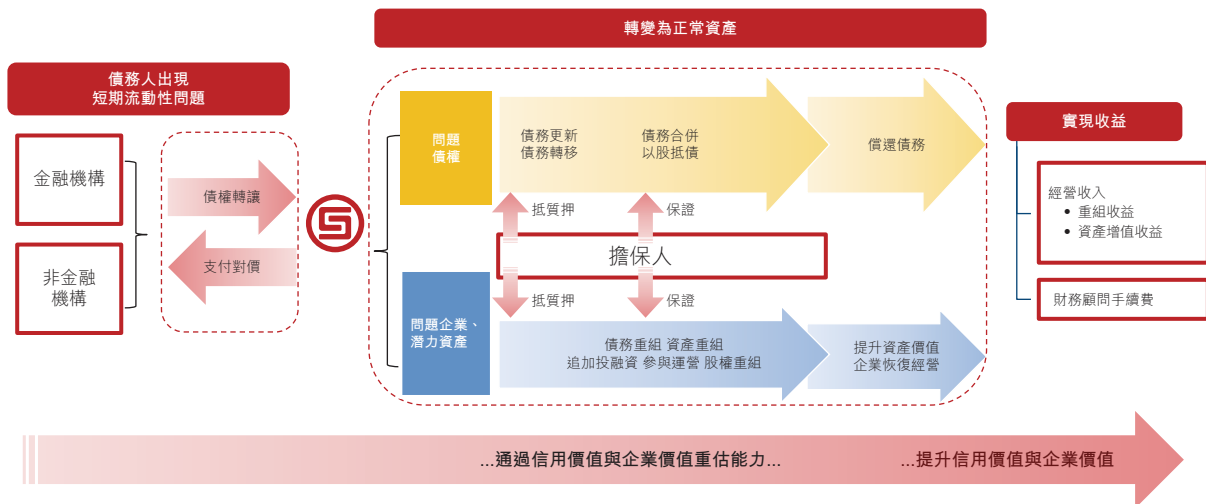 轉變為正常資產
債務人出現
短期流動性問題
金融機構
非金融
機構
債權轉讓
支付對價
問題
債權
債務更新
債務轉移
債務合併
以股抵債
償還債務
抵質押
保證
擔保人
抵質押
保證
問題企業、
潛力資產
債務重組 資產重組
追加投融資 參與運營 股權重組
提升資產價值
企業恢復經營
實現收益
經營收入
• 重組收益
• 資產增值收益
財務顧問手續費
...通過信用價值與企業價值重估能力...
...提升信用價值與企業價值